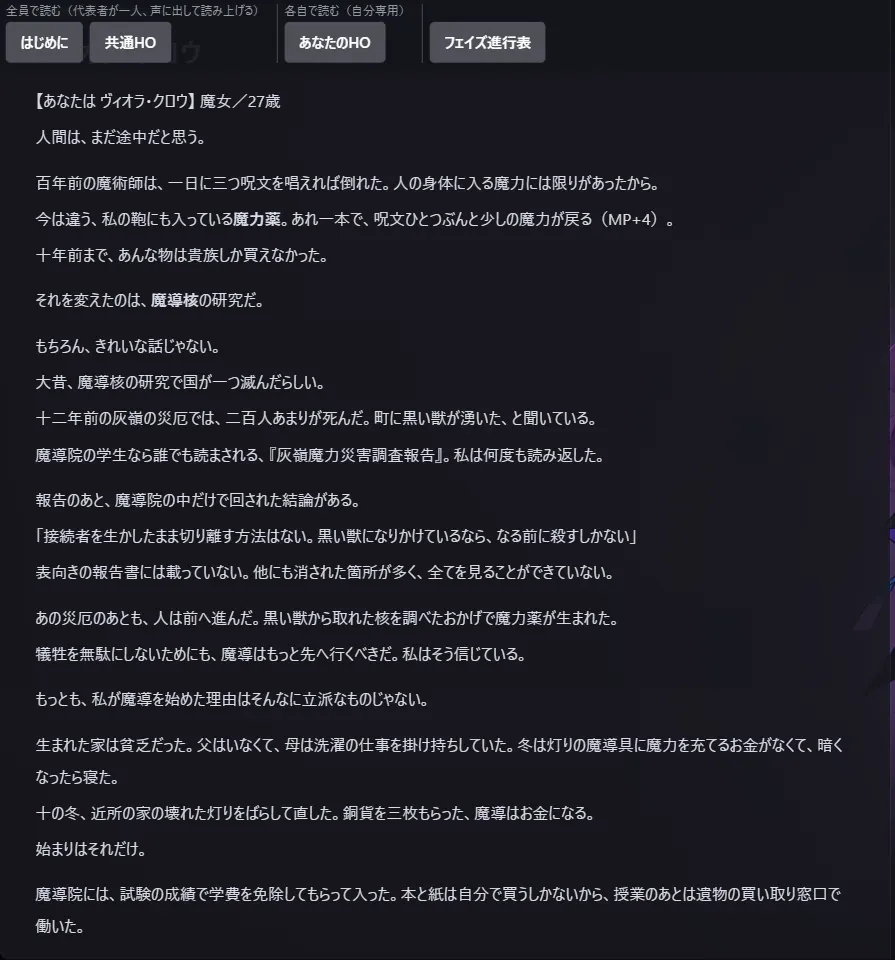 全員で読む（代表者が一人、声に出して読み上げる）
各自で読む（自分専用）
はじめに
共通HO
あなたのHO
フェイズ進行表
【あなたは ヴィオラ・クロウ】 魔女／27歳
人間は、まだ途中だと思う。
百年前の魔術師は、一日に三つ呪文を唱えれば倒れた。人の身体に入る魔力には限りがあったから。
今は違う、私の鞄にも入っている魔力薬。あれ一本で、呪文ひとつぶんと少しの魔力が戻る（MP+4）。
十年前まで、あんな物は貴族しか買えなかった。
それを変えたのは、魔導核の研究だ。
もちろん、きれいな話じゃない。
大昔、魔導核の研究で国が一つ滅んだらしい。
十二年前の灰嶺の災厄では、二百人あまりが死んだ。町に黒い獣が湧いた、と聞いている。
魔導院の学生なら誰でも読まされる、『灰嶺魔力災害調査報告』。私は何度も読み返した。
報告のあと、魔導院の中だけで回された結論がある。
「接続者を生かしたまま切り離す方法はない。黒い獣になりかけているなら、なる前に殺すしかない」
表向きの報告書には載っていない。他にも消された箇所が多く、全てを見ることができていない。
あの災厄のあとも、人は前へ進んだ。黒い獣から取れた核を調べたおかげで魔力薬が生まれた。
犠牲を無駄にしないためにも、魔導はもっと先へ行くべきだ。私はそう信じている。
もっとも、私が魔導を始めた理由はそんなに立派なものじゃない。
生まれた家は貧乏だった。父はいなくて、母は洗濯の仕事を掛け持ちしていた。冬は灯りの魔導具に魔力を充てるお金がなくて、暗く
なったら寝た。
十の冬、近所の家の壊れた灯りをばらして直した。銅貨を三枚もらった、魔導はお金になる。
始まりはそれだけ。
魔導院には、試験の成績で学費を免除してもらって入った。本と紙は自分で買うしかないから、授業のあとは遺物の買い取り窓口で
働いた。